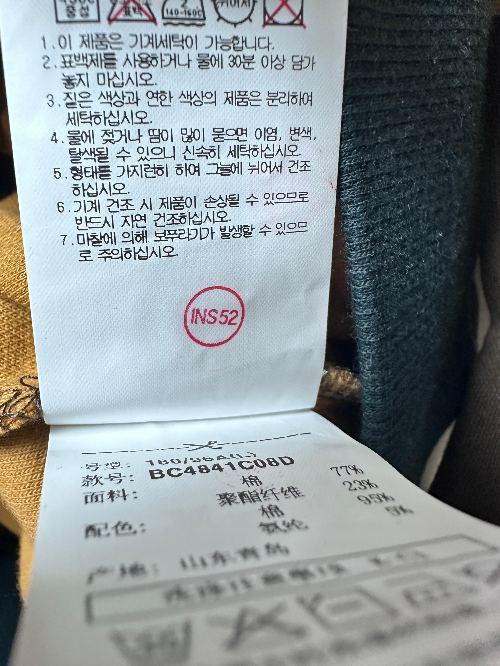 140-160℃
1. 이 제품은 기계세탁이 가능합니다.
2. 표백제를 사용하거나 물에 30분 이상 담가
놓지 마십시오.
3. 짙은 색상과 연한 색상의 제품은 분리하여
세탁하십시오.
4. 물에 젖거나 땀이 많이 묻으면 이염, 변색,
탈색될 수 있으니 신속히 세탁하십시오
5. 형태를 가지런히 하여 그늘에 뉘어서 건조
하십시오.
6. 기계 건조 시 제품이 손상될 수 있으므로
반드시 자연 건조하십시오.
7. 마찰에 의해 보푸라기가 발생할 수 있으므
로 주의하십시오.
INS52
号型:
款号: BC4841C08D
面料: 棉 77%
聚酯纤维 23%
配色: 棉 95%
氨纶 5%
产地: 山东青岛